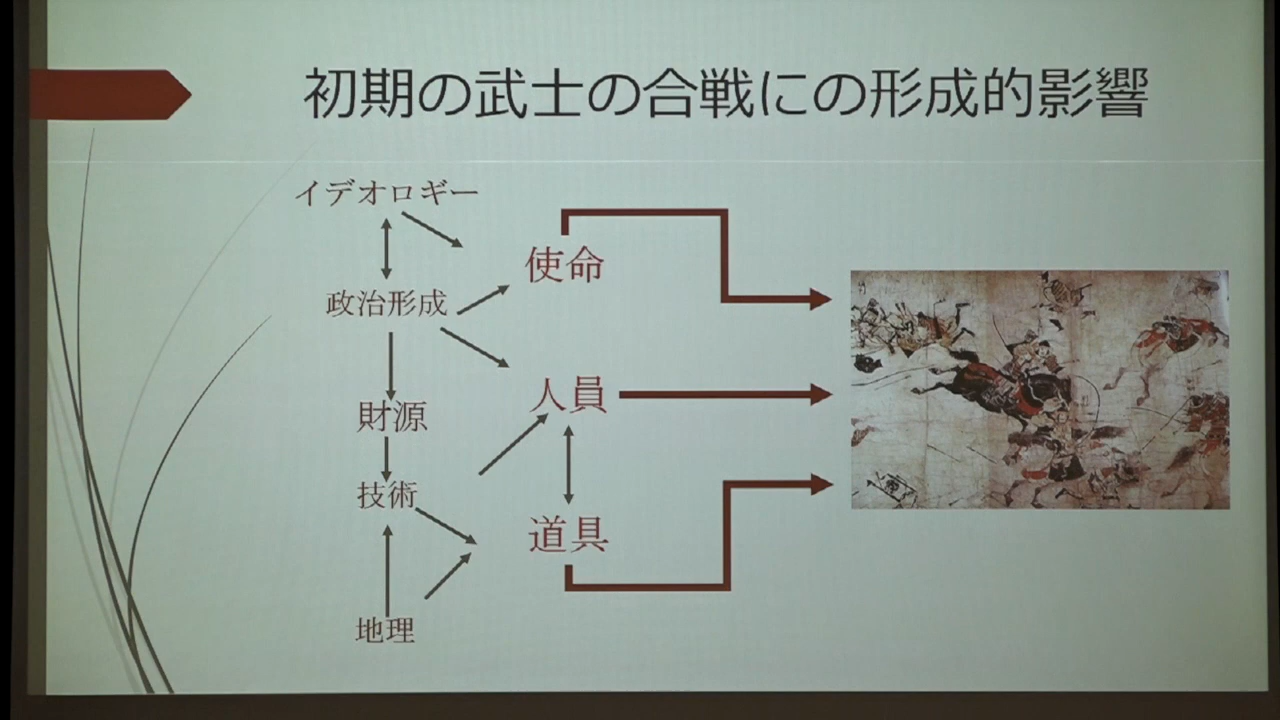 初期の武士の合戦にの形成的影響
イデオロギー
使命
政治形成
人員
財源
技術
道具
地理